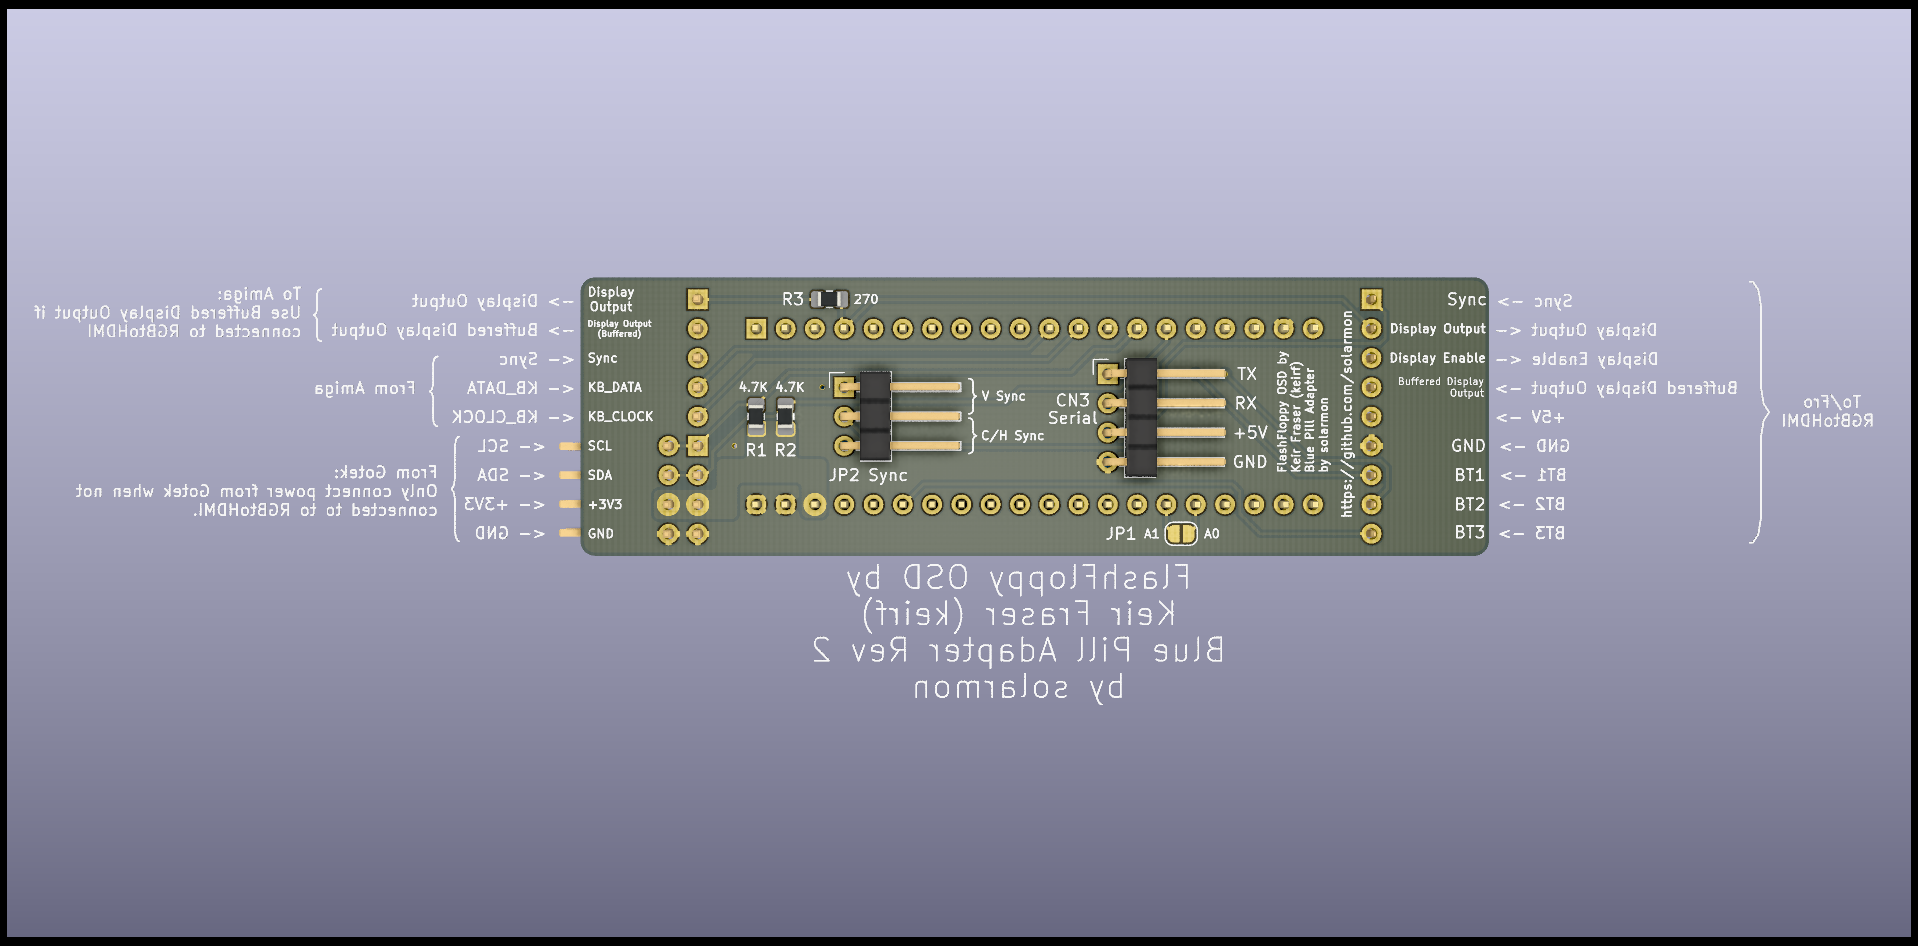 To Amiga:
Use Buffered Display Output if
connected to RGBtoHDMI
-> Display Output
-> Buffered Display Output
From Amiga
<- Sync
<- KB_DATA
<- KB_CLOCK
From Gotek:
Only connect power from Gotek when not
connected to to RGBtoHDMI.
<- SCL
<- SDA
<- +3V3
<- GND
Display
Output
Display Output
(Buffered)
Sync
KB_DATA
KB_CLOCK
SCL
SDA
+3V3
GND
R3
270
4.7K 4.7K
R1 R2
V Sync
C/H Sync
JP2 Sync
CN3
Serial
TX
RX
+5V
GND
JP1 A1 A0
FlashFloppy OSD by
Keir Fraser (keirf)
Blue Pill Adapter
by solarmon
https://github.com/solarmon
Sync
Display Output
Display Enable
Buffered Display
Output
GND
BT1
BT2
BT3
Sync <-
Display Output ->
Display Enable ->
Buffered Display Output <-
+5V <-
GND <-
BT1 <-
BT2 <-
BT3 <-
To/Fro
RGBtoHDMI
FlashFloppy OSD by
Keir Fraser (keirf)
Blue Pill Adapter Rev 2
by solarmon